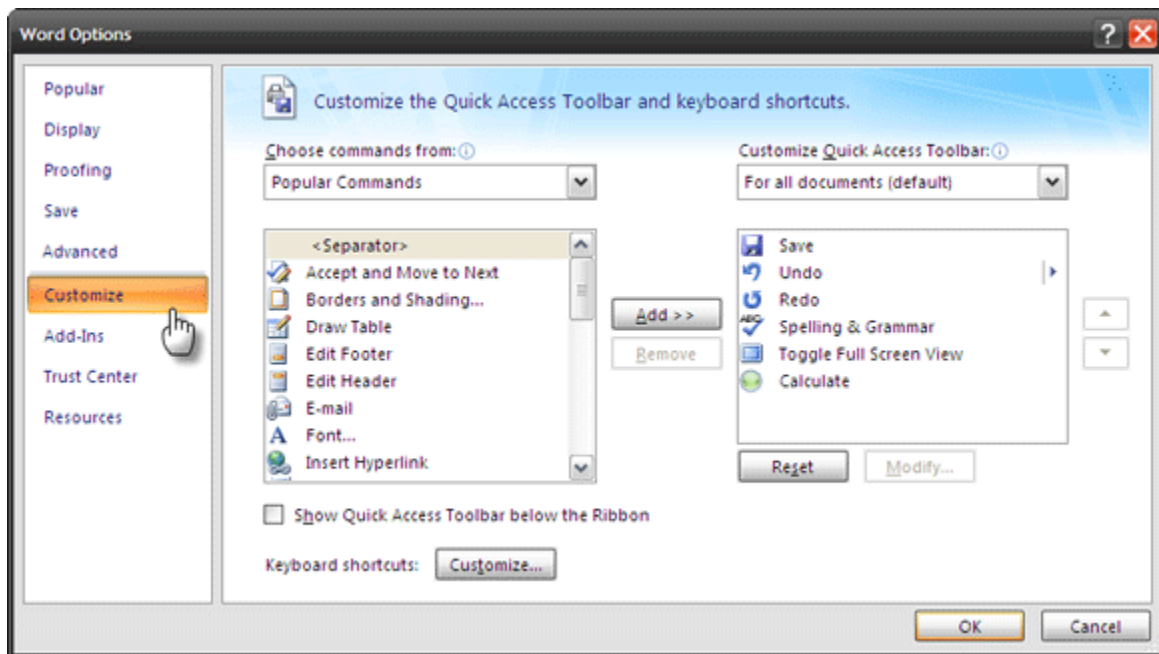 Word Options
Popular
Display
Proofing
Save
Advanced
Customize
Add-Ins
Trust Center
Resources
Customize the Quick Access Toolbar and keyboard shortcuts.
Choose commands from:
Popular Commands
<Separator>
Accept and Move to Next
Borders and Shading...
Draw Table
Edit Footer
Edit Header
E-mail
Font...
Insert Hyperlink
Add >>
Remove
Customize Quick Access Toolbar:
For all documents (default)
Save
Undo
Redo
Spelling & Grammar
Toggle Full Screen View
Calculate
Reset
Modify...
Show Quick Access Toolbar below the Ribbon
Keyboard shortcuts:
Customize...
OK
Cancel